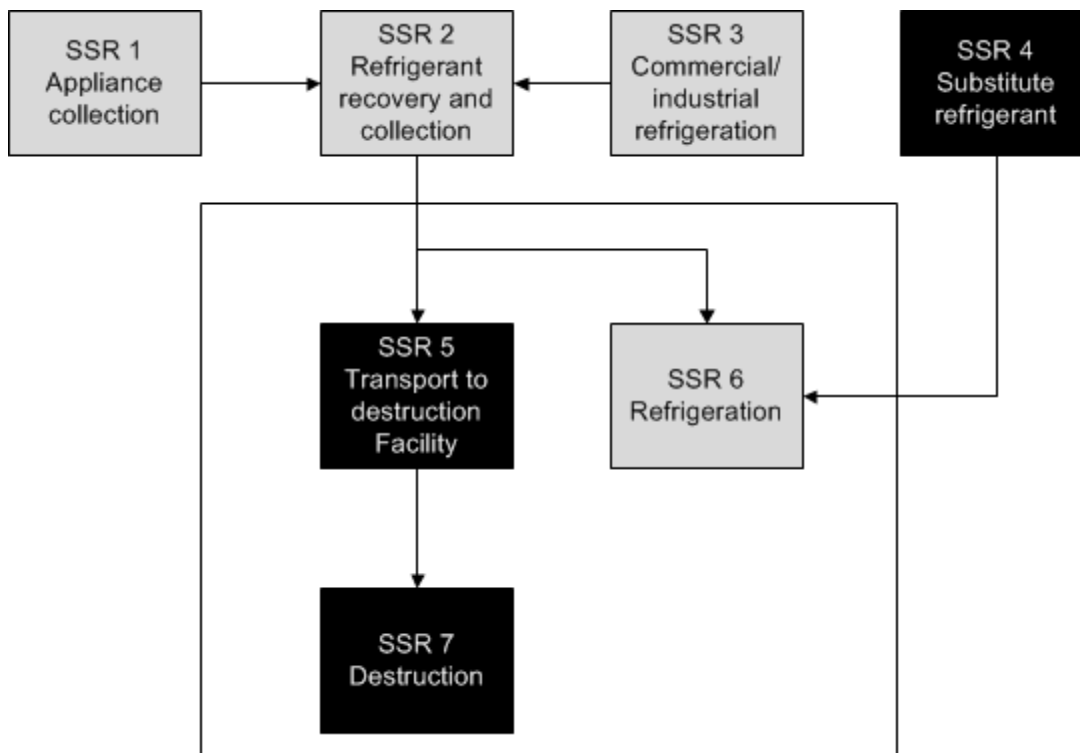 SSR 1
Appliance
collection
SSR 2
Refrigerant
recovery and
collection
SSR 3
Commercial/
industrial
refrigeration
SSR 4
Substitute
refrigerant
SSR 5
Transport to
destruction
Facility
SSR 6
Refrigeration
SSR 7
Destruction